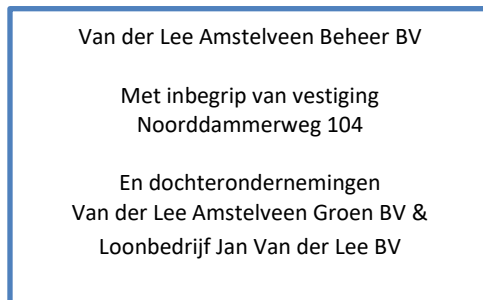 Van der Lee Amstelveen Beheer BV
Met inbegrip van vestiging
Noorddammerweg 104
En dochterondernemingen
Van der Lee Amstelveen Groen BV &
Loonbedrijf Jan Van der Lee BV